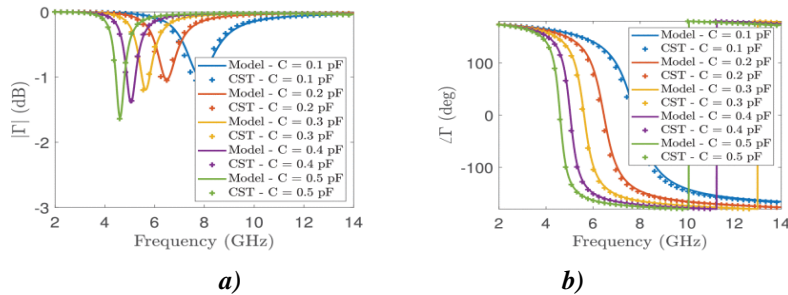 0
-1
-2
-3
|Γ| (dB)
2 4 6 8 10 12 14
Frequency (GHz)
Model - C = 0.1 pF
CST - C = 0.1 pF
Model - C = 0.2 pF
CST - C = 0.2 pF
Model - C = 0.3 pF
CST - C = 0.3 pF
Model - C = 0.4 pF
CST - C = 0.4 pF
Model - C = 0.5 pF
CST - C = 0.5 pF
a)
100
0
-100
∠Γ (deg)
2 4 6 8 10 12 14
Frequency (GHz)
Model - C = 0.1 pF
CST - C = 0.1 pF
Model - C = 0.2 pF
CST - C = 0.2 pF
Model - C = 0.3 pF
CST - C = 0.3 pF
Model - C = 0.4 pF
CST - C = 0.4 pF
Model - C = 0.5 pF
CST - C = 0.5 pF
b)